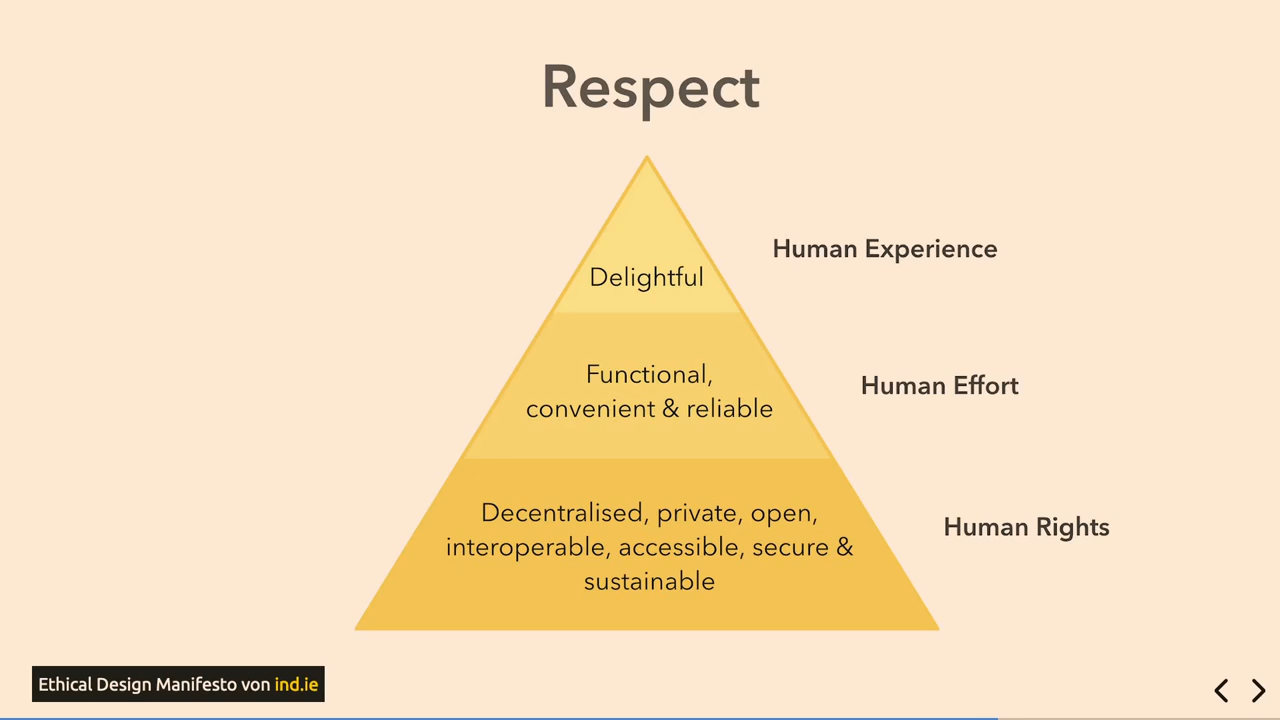 Respect
Human Experience
Delightful
Functional,
convenient & reliable
Human Effort
Decentralised, private, open,
interoperable, accessible, secure &
sustainable
Human Rights
Ethical Design Manifesto von ind.ie